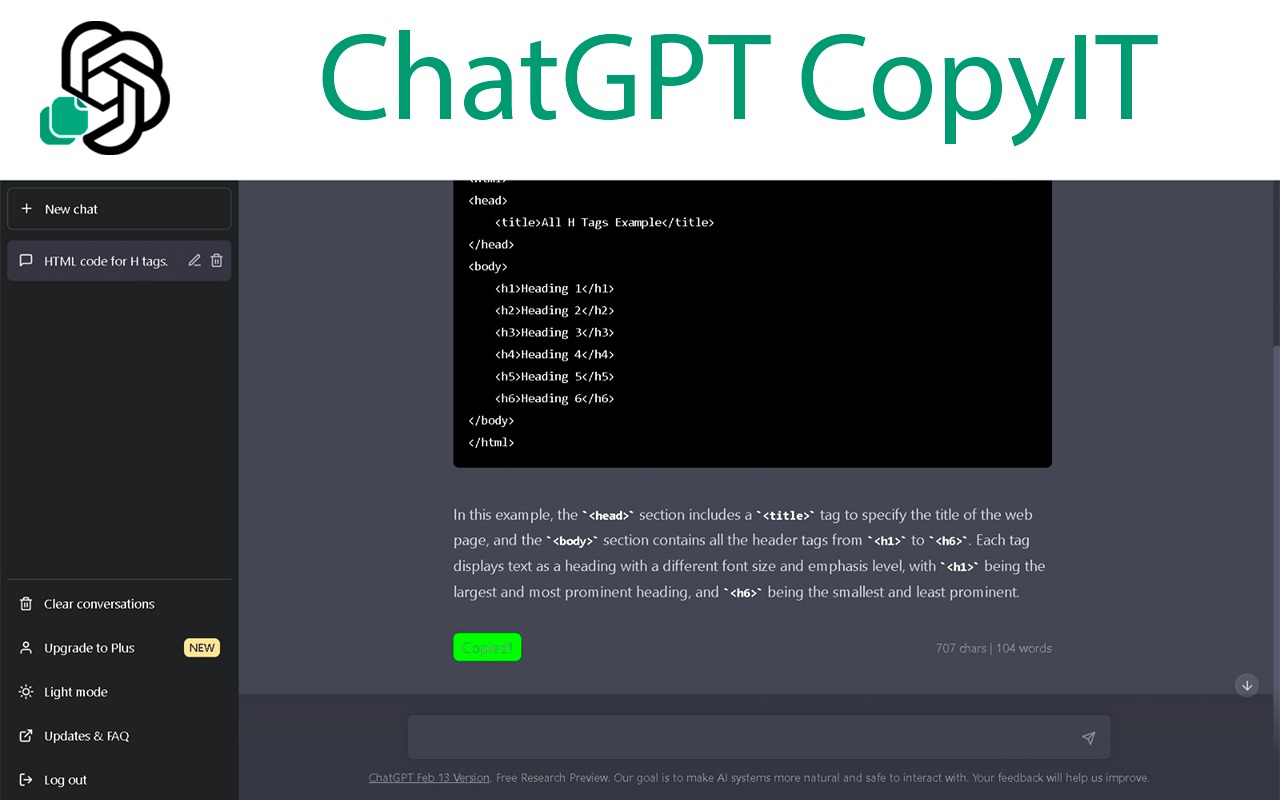 ChatGPT CopyIT
New chat
HTML code for H tags.
Clear conversations
Upgrade to Plus NEW
Light mode
Updates & FAQ
Log out
<html>
<head>
    <title>All H Tags Example</title>
</head>
<body>
    <h1>Heading 1</h1>
    <h2>Heading 2</h2>
    <h3>Heading 3</h3>
    <h4>Heading 4</h4>
    <h5>Heading 5</h5>
    <h6>Heading 6</h6>
</body>
</html>
In this example, the `<head>` section includes a `<title>` tag to specify the title of the web
page, and the `<body>` section contains all the header tags from `<h1>` to `<h6>`. Each tag
displays text as a heading with a different font size and emphasis level, with `<h1>` being the
largest and most prominent heading, and `<h6>` being the smallest and least prominent.
Copied!
707 chars | 104 words
ChatGPT Feb 13 Version. Free Research Preview. Our goal is to make AI systems more natural and safe to interact with. Your feedback will help us improve.